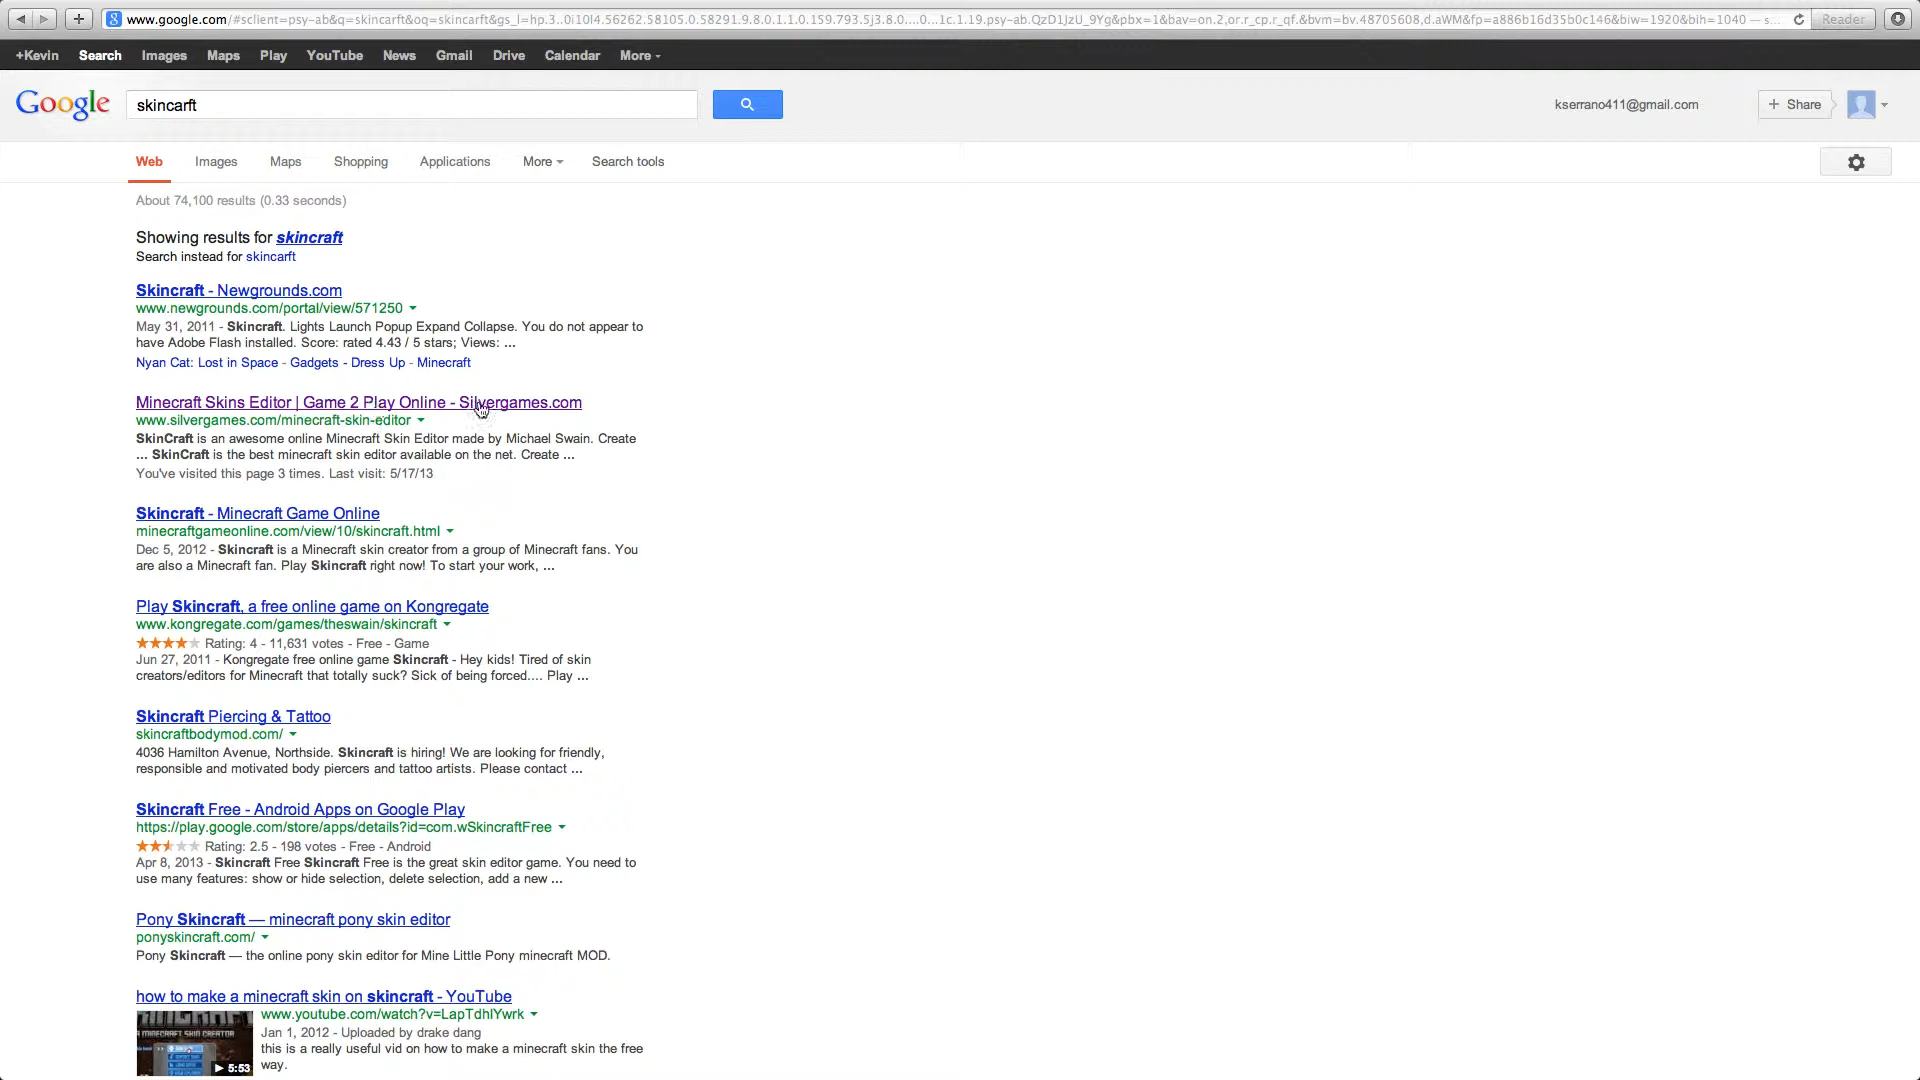 www.google.com/#sclient=psy-ab&q=skincarft&oq=skincarft&gs_l=hp.3..0i10l4.56262.58105.0.58291.9.8.0.1.1.0.159.793.5j3.8.0....0...1c.1.19.psy-ab.QzD1JzU_9Yg&pbx=1&bav=on.2,or.r_cp.r_qf.&bvm=bv.48705608,d.aWM&fp=a886b16d35b0c146&biw=1920&bih=1040 — s... Reader
+Kevin Search Images Maps Play YouTube News Gmail Drive Calendar More
Google skincarft kserrano411@gmail.com + Share
Web Images Maps Shopping Applications More Search tools
About 74,100 results (0.33 seconds)
Showing results for skincraft
Search instead for skincarft
Skincraft - Newgrounds.com
www.newgrounds.com/portal/view/571250
May 31, 2011 - Skincraft. Lights Launch Popup Expand Collapse. You do not appear to
have Adobe Flash installed. Score: rated 4.43 / 5 stars; Views: ...
Nyan Cat: Lost in Space - Gadgets - Dress Up - Minecraft
Minecraft Skins Editor | Game 2 Play Online - Silvergames.com
www.silvergames.com/minecraft-skin-editor
SkinCraft is an awesome online Minecraft Skin Editor made by Michael Swain. Create
... SkinCraft is the best minecraft skin editor available on the net. Create ...
You've visited this page 3 times. Last visit: 5/17/13
Skincraft - Minecraft Game Online
minecraftgameonline.com/view/10/skincraft.html
Dec 5, 2012 - Skincraft is a Minecraft skin creator from a group of Minecraft fans. You
are also a Minecraft fan. Play Skincraft right now! To start your work, ...
Play Skincraft, a free online game on Kongregate
www.kongregate.com/games/theswain/skincraft
Rating: 4 - 11,631 votes - Free - Game
Jun 27, 2011 - Kongregate free online game Skincraft - Hey kids! Tired of skin
creators/editors for Minecraft that totally suck? Sick of being forced.... Play ...
Skincraft Piercing & Tattoo
skincraftbodymod.com/
4036 Hamilton Avenue, Northside. Skincraft is hiring! We are looking for friendly,
responsible and motivated body piercers and tattoo artists. Please contact ...
Skincraft Free - Android Apps on Google Play
https://play.google.com/store/apps/details?id=com.wSkincraftFree
Rating: 2.5 - 198 votes - Free - Android
Apr 8, 2013 - Skincraft Free Skincraft Free is the great skin editor game. You need to
use many features: show or hide selection, delete selection, add a new ...
Pony Skincraft — minecraft pony skin editor
ponyskincraft.com/
Pony Skincraft — the online pony skin editor for Mine Little Pony minecraft MOD.
how to make a minecraft skin on skincraft - YouTube
www.youtube.com/watch?v=LapTdhlYwrk
Jan 1, 2012 - Uploaded by drake dang
this is a really useful vid on how to make a minecraft skin the free
way.
A MINECRAFT SKIN CREATOR
5:53